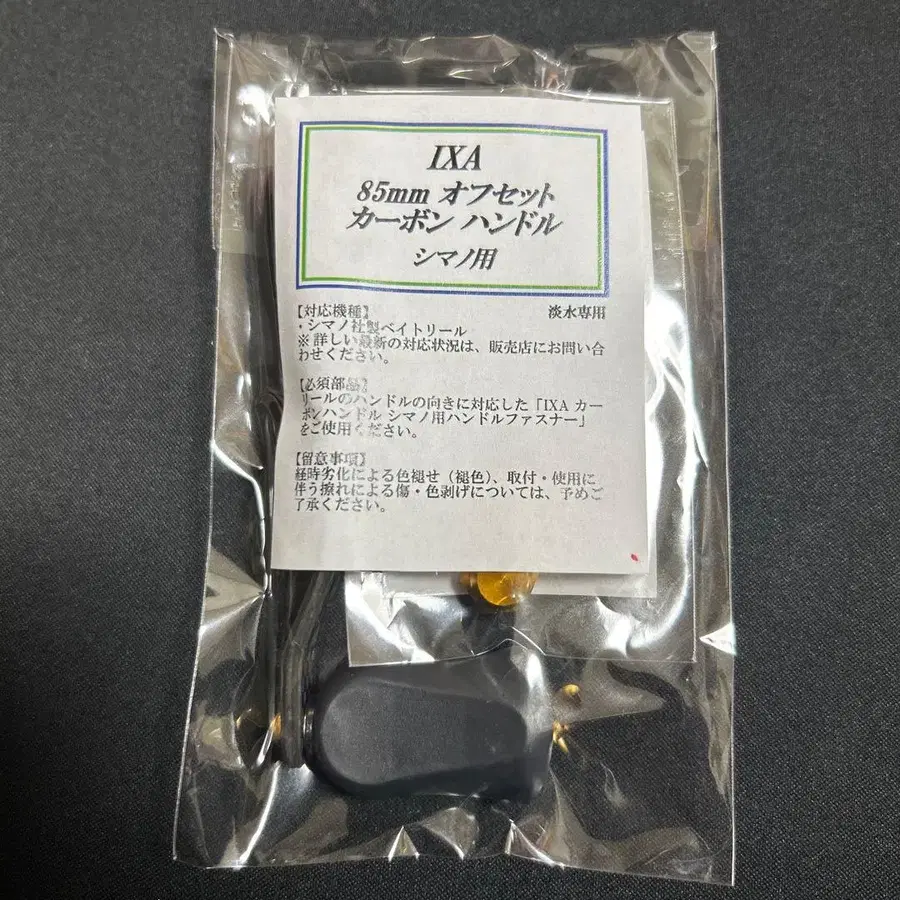 IXA
85mm オフセット
カーボン ハンドル
シマノ用
【対応機種】 淡水専用
・シマノ社製ベイトリール
※詳しい最新の対応状況は、販売店にお問い合
わせください。
【必須部品】
リールのハンドルの向きに対応した「IXA カー
ボンハンドル シマノ用ハンドルファスナー」
をご使用ください。
【留意事項】
経時劣化による色褪せ（褪色）、取付・使用に
伴う擦れによる傷・色剥げについては、予めご
了承ください。